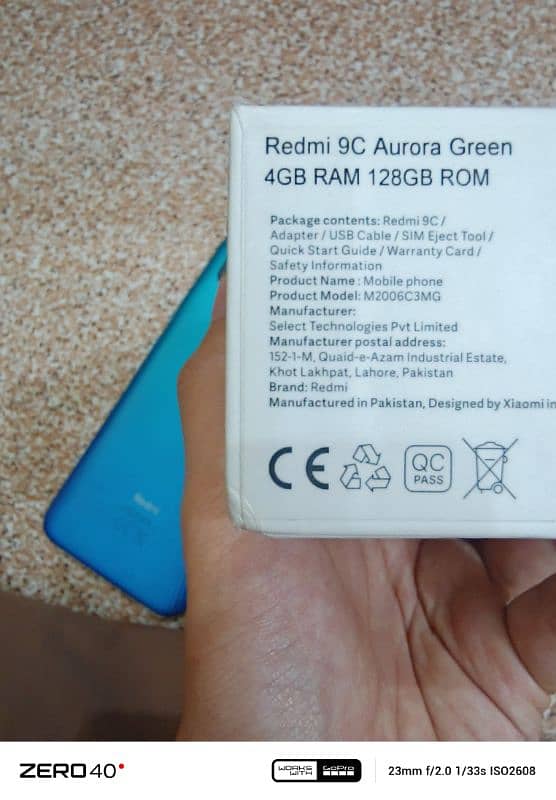 Redmi 9C Aurora Green
4GB RAM 128GB ROM
Package contents: Redmi 9C /
Adapter / USB Cable / SIM Eject Tool /
Quick Start Guide / Warranty Card /
Safety Information
Product Name : Mobile phone
Product Model: M2006C3MG
Manufacturer:
Select Technologies Pvt Limited
Manufacturer postal address:
152-1-M, Quaid-e-Azam Industrial Estate,
Khot Lakhpat, Lahore, Pakistan
Brand: Redmi
Manufactured in Pakistan, Designed by Xiaomi in
CE
QC
PASS
Redmi
ZERO40
WORKS WITH GoPro
23mm f/2.0 1/33s ISO2608